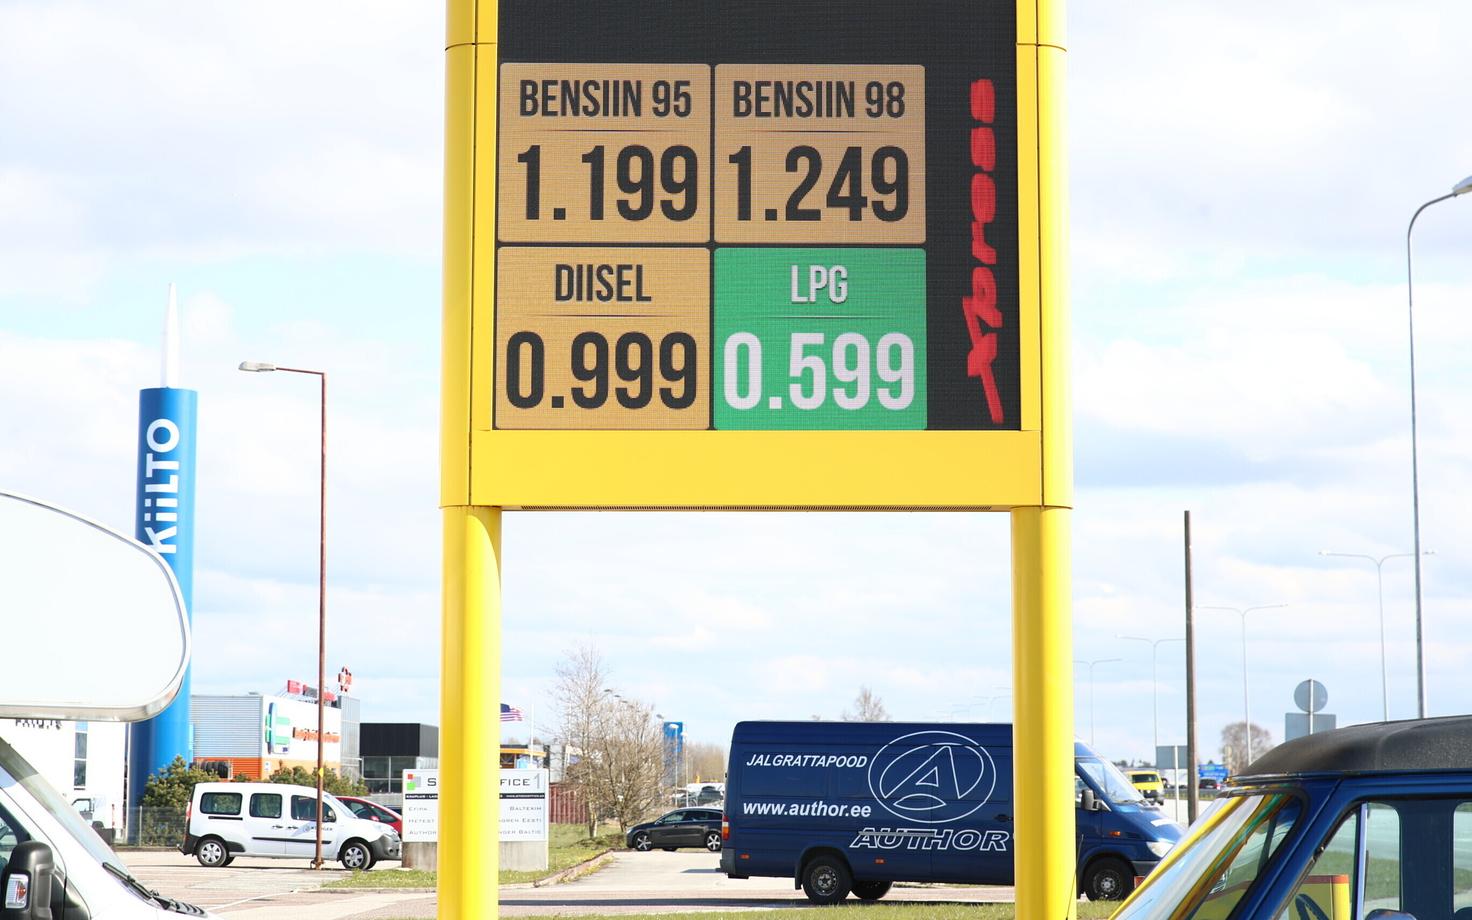 BENSIIN 95
1.199
BENSIIN 98
1.249
DIISEL
0.999
LPG
0.599
Xpress
KiiLTO
JALGRATTAPOOD
www.author.ee
AUTHOR
BALTEKIM